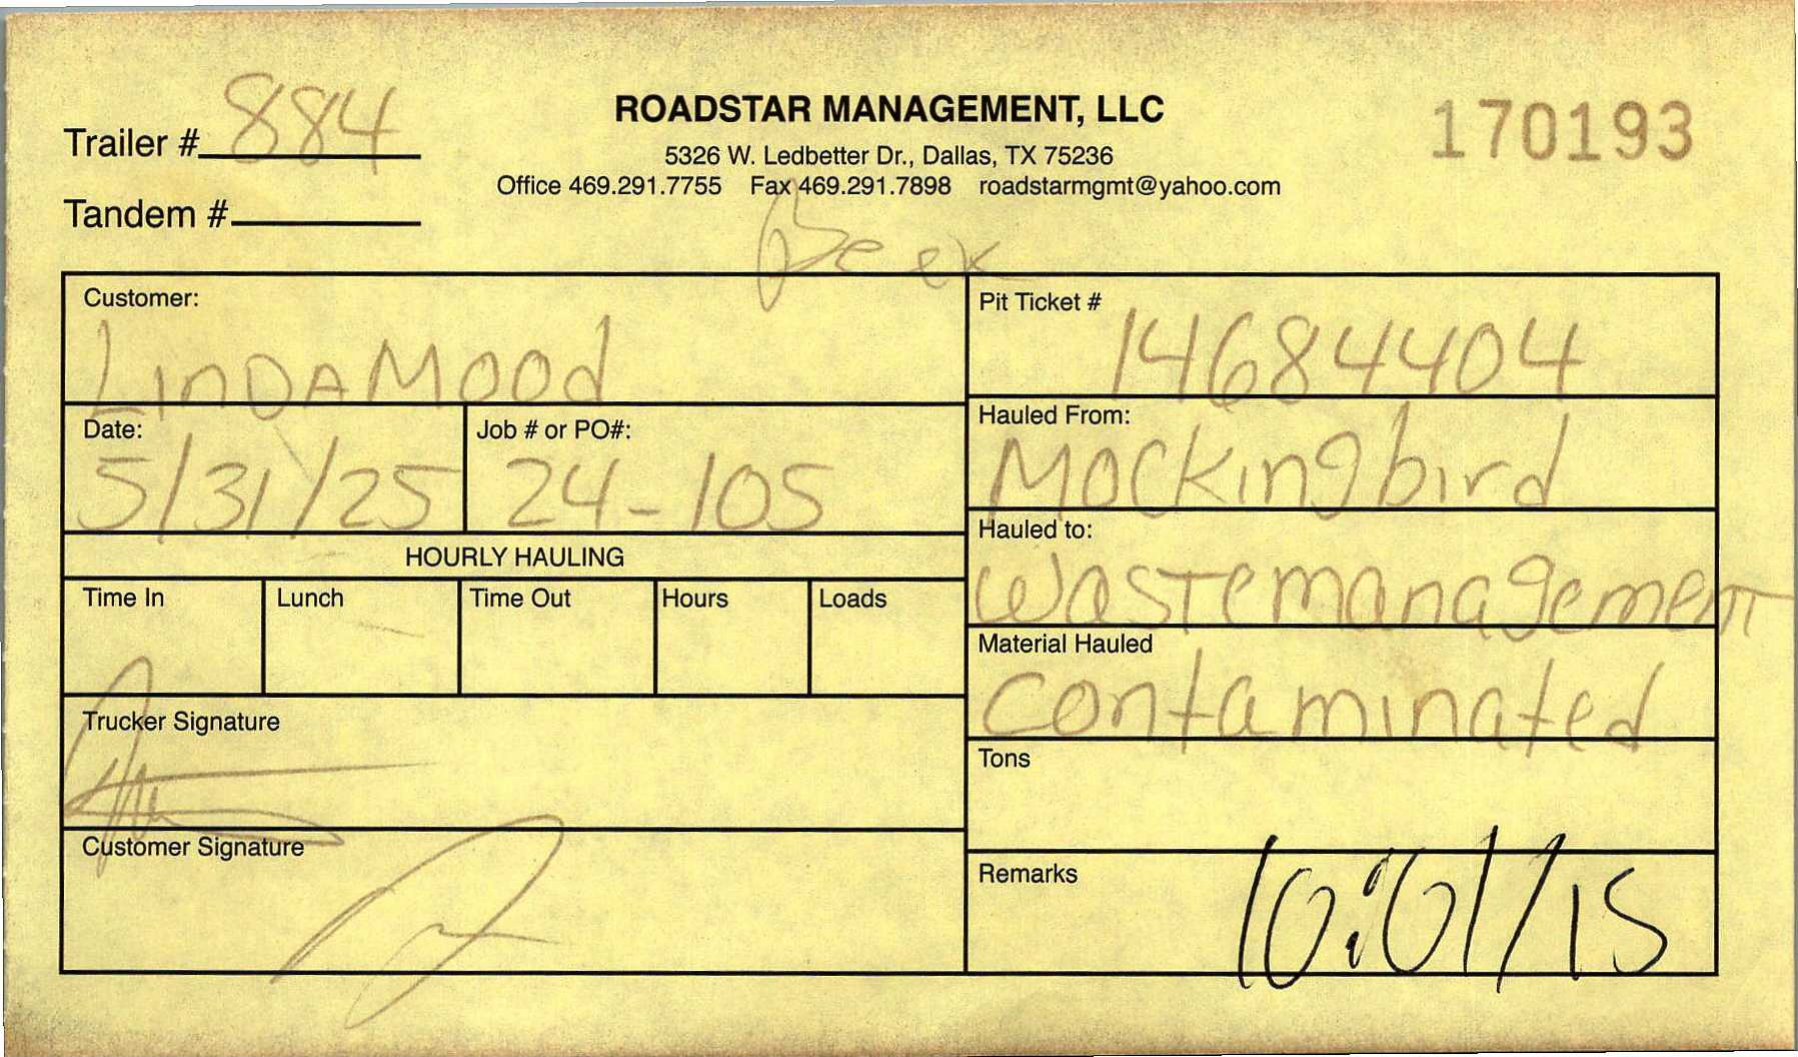 Trailer # 884
ROADSTAR MANAGEMENT, LLC
170193
5326 W. Ledbetter Dr., Dallas, TX 75236
Office 469.291.7755 Fax 469.291.7898 roadstarmgmt@yahoo.com
Tandem #
Customer:
LinDAMOOd
Pit Ticket #
14684404
Date:
5/31/25
Job # or PO#:
24-105
Hauled From:
Mockingbird
HOURLY HAULING
Hauled to:
wastemanagement
Time In Lunch Time Out Hours Loads
Material Hauled
contaminated
Trucker Signature
Tons
Customer Signature
Remarks
10:01/15